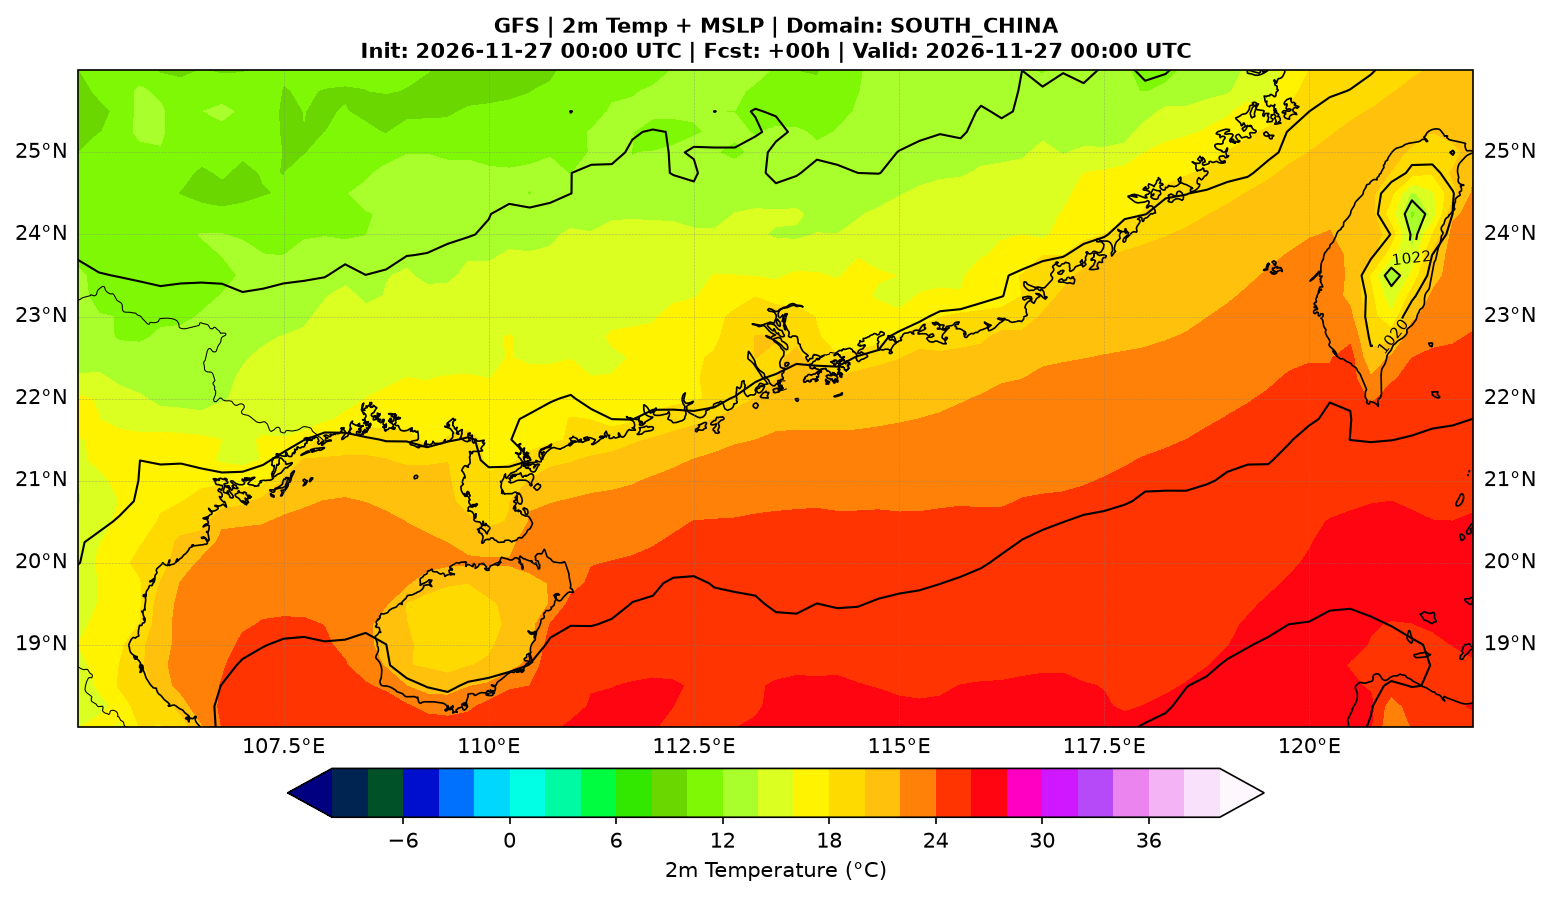 GFS | 2m Temp + MSLP | Domain: SOUTH_CHINA
Init: 2026-11-27 00:00 UTC | Fcst: +00h | Valid: 2026-11-27 00:00 UTC
25°N 25°N
24°N 24°N
1022
23°N 23°N
1020
22°N 22°N
21°N 21°N
20°N 20°N
19°N 19°N
107.5°E 110°E 112.5°E 115°E 117.5°E 120°E
−6 0 6 12 18 24 30 36
2m Temperature (°C)